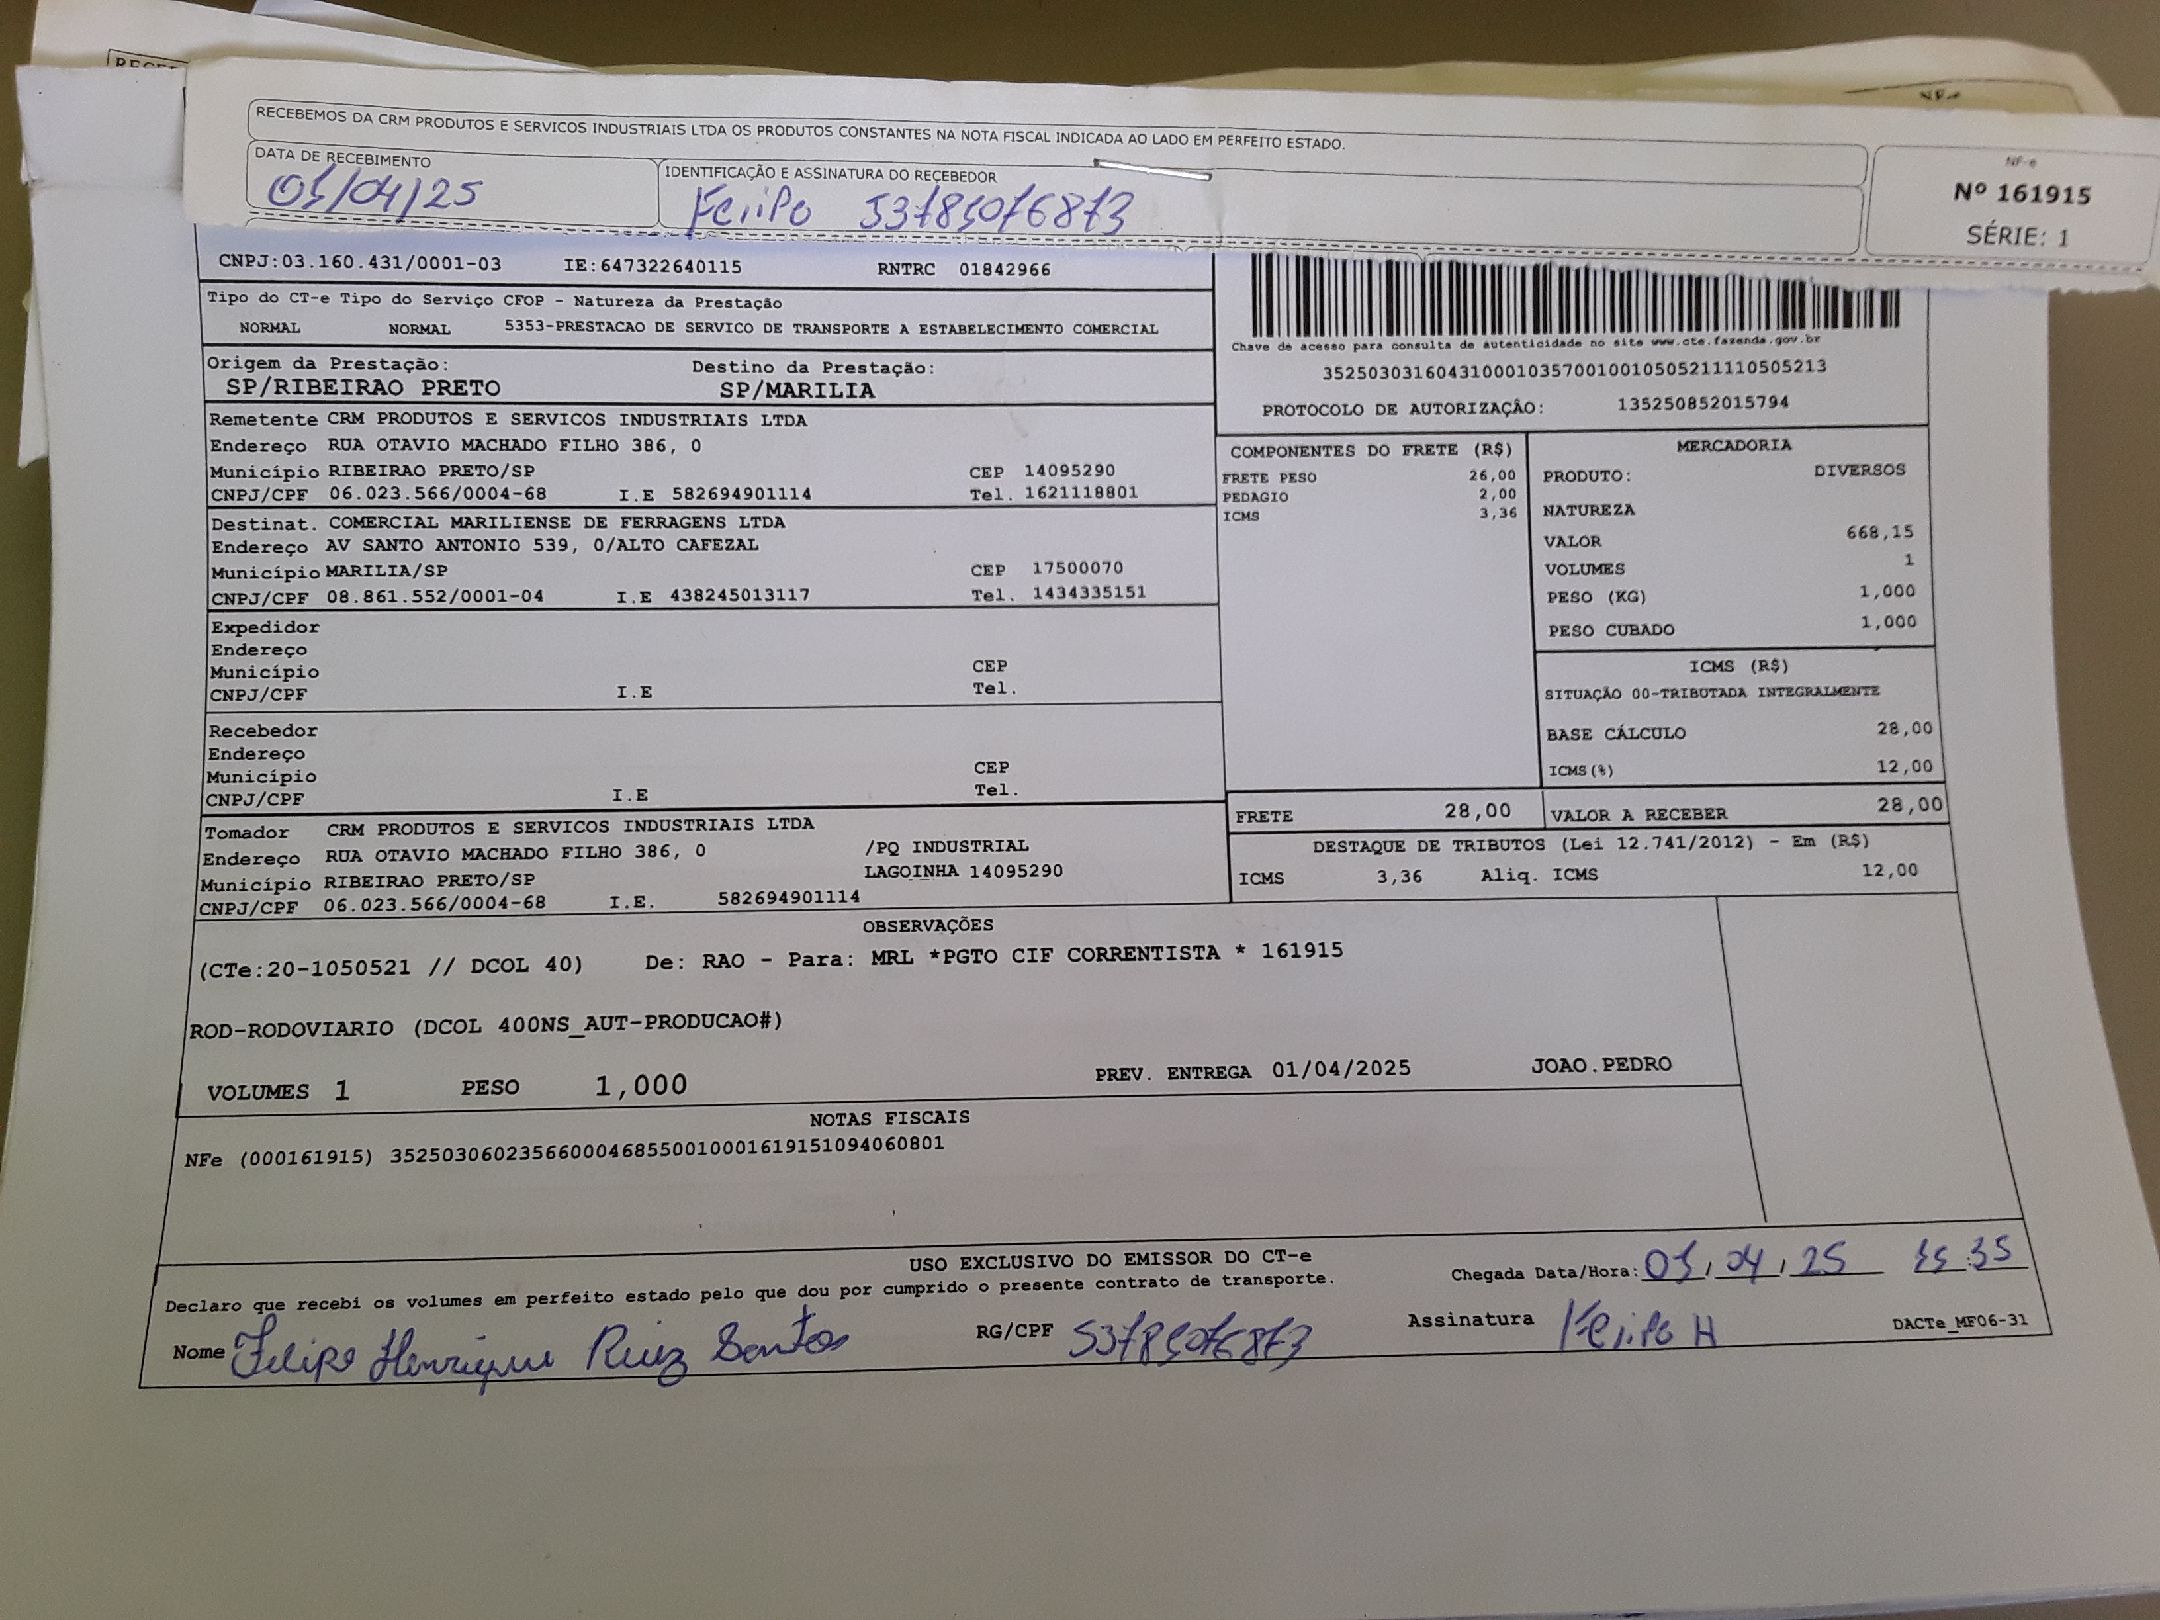 RECEBEMOS DA CRM PRODUTOS E SERVICOS INDUSTRIAIS LTDA OS PRODUTOS CONSTANTES NA NOTA FISCAL INDICADA AO LADO EM PERFEITO ESTADO.
DATA DE RECEBIMENTO IDENTIFICAÇÃO E ASSINATURA DO RECEBEDOR
/04/25 Felipe
NF-e
Nº 161915
SÉRIE: 1
CNPJ:03.160.431/0001-03 IE:647322640115 RNTRC 01842966
Tipo do CT-e Tipo do Serviço CFOP - Natureza da Prestação
NORMAL NORMAL 5353-PRESTACAO DE SERVICO DE TRANSPORTE A ESTABELECIMENTO COMERCIAL
Origem da Prestação: Destino da Prestação:
SP/RIBEIRAO PRETO SP/MARILIA
Remetente CRM PRODUTOS E SERVICOS INDUSTRIAIS LTDA
Endereço RUA OTAVIO MACHADO FILHO 386, 0
Município RIBEIRAO PRETO/SP CEP 14095290
CNPJ/CPF 06.023.566/0004-68 I.E 582694901114 Tel. 1621118801
Destinat. COMERCIAL MARILIENSE DE FERRAGENS LTDA
Endereço AV SANTO ANTONIO 539, 0/ALTO CAFEZAL
Município MARILIA/SP CEP 17500070
CNPJ/CPF 08.861.552/0001-04 I.E 438245013117 Tel. 1434335151
Expedidor
Endereço
Município CEP
CNPJ/CPF I.E Tel.
Recebedor
Endereço
Município CEP
CNPJ/CPF I.E Tel.
Tomador CRM PRODUTOS E SERVICOS INDUSTRIAIS LTDA
Endereço RUA OTAVIO MACHADO FILHO 386, 0 /PQ INDUSTRIAL
Município RIBEIRAO PRETO/SP LAGOINHA 14095290
CNPJ/CPF 06.023.566/0004-68 I.E. 582694901114
Chave de acesso para consulta de autenticidade no site www.cte.fazenda.gov.br
35250303160431000103570010010505211110505213
PROTOCOLO DE AUTORIZAÇÃO: 135250852015794
COMPONENTES DO FRETE (R$)
FRETE PESO 26,00
PEDAGIO 2,00
ICMS 3,36
MERCADORIA
PRODUTO: DIVERSOS
NATUREZA
VALOR 668,15
VOLUMES 1
PESO (KG) 1,000
PESO CUBADO 1,000
ICMS (R$)
SITUAÇÃO 00-TRIBUTADA INTEGRALMENTE
BASE CÁLCULO 28,00
ICMS(%) 12,00
FRETE 28,00 VALOR A RECEBER 28,00
DESTAQUE DE TRIBUTOS (Lei 12.741/2012) - Em (R$)
ICMS 3,36 Aliq. ICMS 12,00
OBSERVAÇÕES
(CTe:20-1050521 // DCOL 40) De: RAO - Para: MRL *PGTO CIF CORRENTISTA * 161915
ROD-RODOVIARIO (DCOL 400NS_AUT-PRODUCAO#)
VOLUMES 1 PESO 1,000 PREV. ENTREGA 01/04/2025 JOAO.PEDRO
NOTAS FISCAIS
NFe (000161915) 35250306023566000468550010001619151094060801
USO EXCLUSIVO DO EMISSOR DO CT-e
Declaro que recebi os volumes em perfeito estado pelo que dou por cumprido o presente contrato de transporte. Chegada Data/Hora: 04 25
Nome Felipe Henrique Ruiz Santos RG/CPF Assinatura Felipe H DACTe_MF06-31